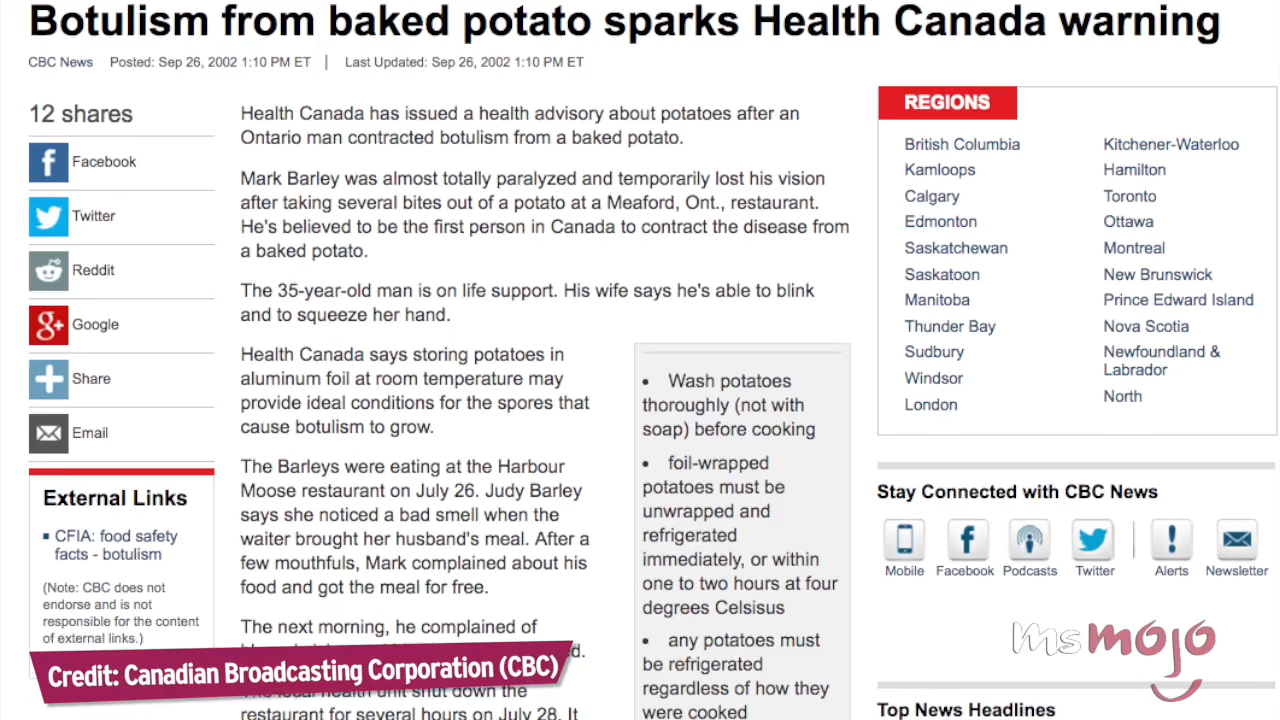 Botulism from baked potato sparks Health Canada warning
CBC News Posted: Sep 26, 2002 1:10 PM ET | Last Updated: Sep 26, 2002 1:10 PM ET
12 shares
Facebook
Twitter
Reddit
Google
Share
Email
External Links
CFIA: food safety
facts - botulism
(Note: CBC does not
endorse and is not
responsible for the content
of external links.)
Health Canada has issued a health advisory about potatoes after an
Ontario man contracted botulism from a baked potato.
Mark Barley was almost totally paralyzed and temporarily lost his vision
after taking several bites out of a potato at a Meaford, Ont., restaurant.
He's believed to be the first person in Canada to contract the disease from
a baked potato.
The 35-year-old man is on life support. His wife says he's able to blink
and to squeeze her hand.
Health Canada says storing potatoes in
aluminum foil at room temperature may
provide ideal conditions for the spores that
cause botulism to grow.
The Barleys were eating at the Harbour
Moose restaurant on July 26. Judy Barley
says she noticed a bad smell when the
waiter brought her husband's meal. After a
few mouthfuls, Mark complained about his
food and got the meal for free.
The next morning, he complained of
The local health unit shut down the
restaurant for several hours on July 28. It
• Wash potatoes
thoroughly (not with
soap) before cooking
• foil-wrapped
potatoes must be
unwrapped and
refrigerated
immediately, or within
one to two hours at four
degrees Celsisus
• any potatoes must
be refrigerated
regardless of how they
were cooked
REGIONS
British Columbia
Kamloops
Calgary
Edmonton
Saskatchewan
Saskatoon
Manitoba
Thunder Bay
Sudbury
Windsor
London
Kitchener-Waterloo
Hamilton
Toronto
Ottawa
Montreal
New Brunswick
Prince Edward Island
Nova Scotia
Newfoundland &
Labrador
North
Stay Connected with CBC News
Mobile Facebook Podcasts Twitter Alerts Newsletter
Top News Headlines
Credit: Canadian Broadcasting Corporation (CBC)
msmojo